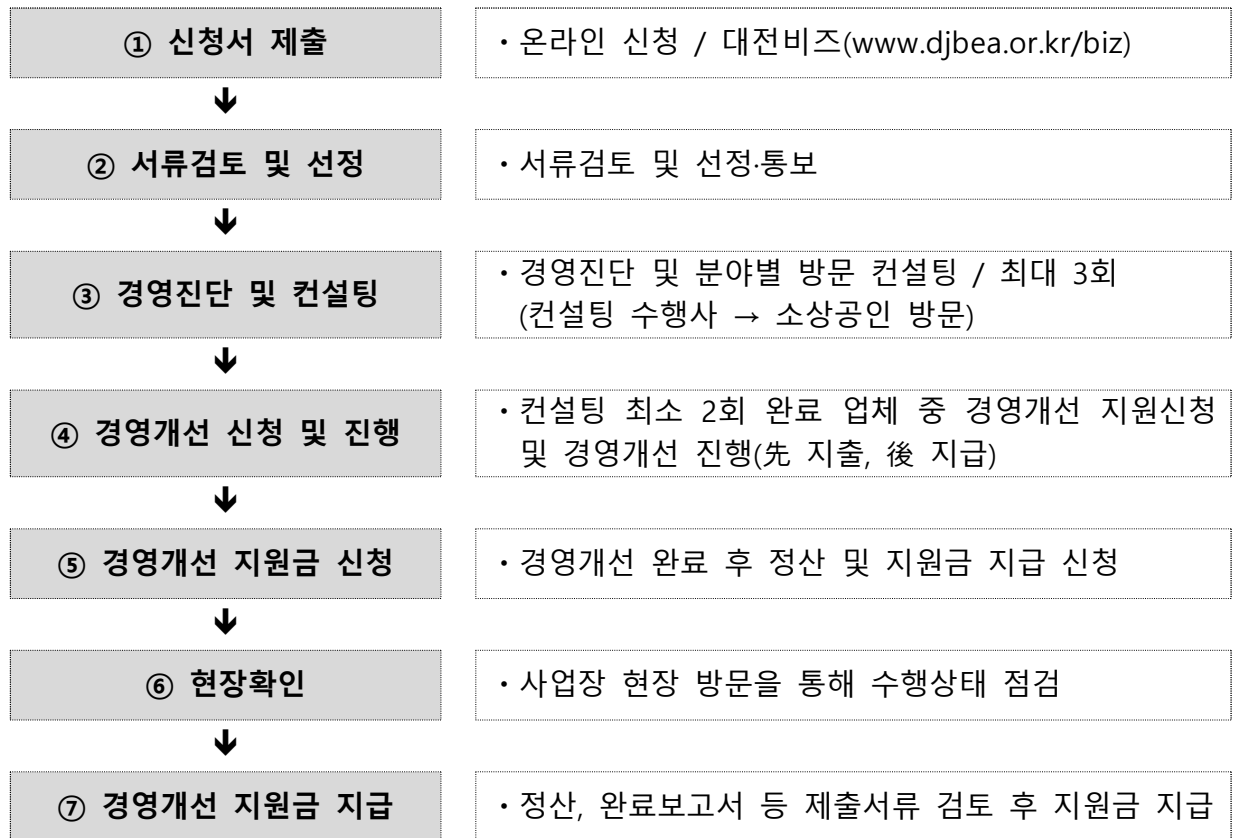 ① 신청서 제출
・온라인 신청 / 대전비즈(www.djbea.or.kr/biz)
② 서류검토 및 선정
・서류검토 및 선정·통보
③ 경영진단 및 컨설팅
・경영진단 및 분야별 방문 컨설팅 / 최대 3회
(컨설팅 수행사 → 소상공인 방문)
④ 경영개선 신청 및 진행
・컨설팅 최소 2회 완료 업체 중 경영개선 지원신청
및 경영개선 진행(先 지출, 後 지급)
⑤ 경영개선 지원금 신청
・경영개선 완료 후 정산 및 지원금 지급 신청
⑥ 현장확인
・사업장 현장 방문을 통해 수행상태 점검
⑦ 경영개선 지원금 지급
・정산, 완료보고서 등 제출서류 검토 후 지원금 지급